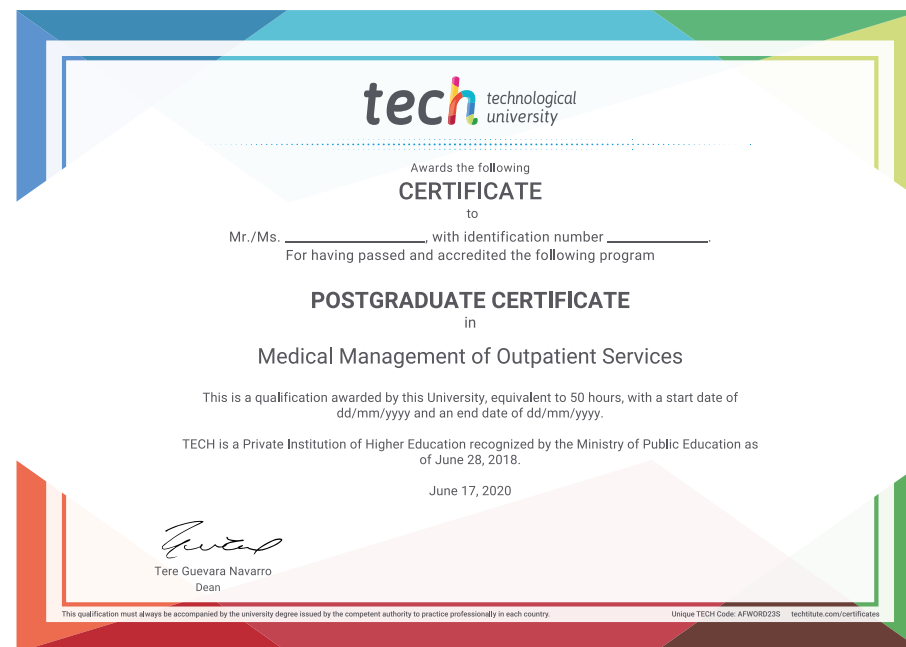 tech technological
university
Awards the following
CERTIFICATE
to
Mr./Ms. ____________________, with identification number ______________.
For having passed and accredited the following program
POSTGRADUATE CERTIFICATE
in
Medical Management of Outpatient Services
This is a qualification awarded by this University, equivalent to 50 hours, with a start date of
dd/mm/yyyy and an end date of dd/mm/yyyy.
TECH is a Private Institution of Higher Education recognized by the Ministry of Public Education as
of June 28, 2018.
June 17, 2020
Tere Guevara Navarro
Dean
This qualification must always be accompanied by the university degree issued by the competent authority to practice professionally in each country. Unique TECH Code: AFWORD23S techtitute.com/certificates